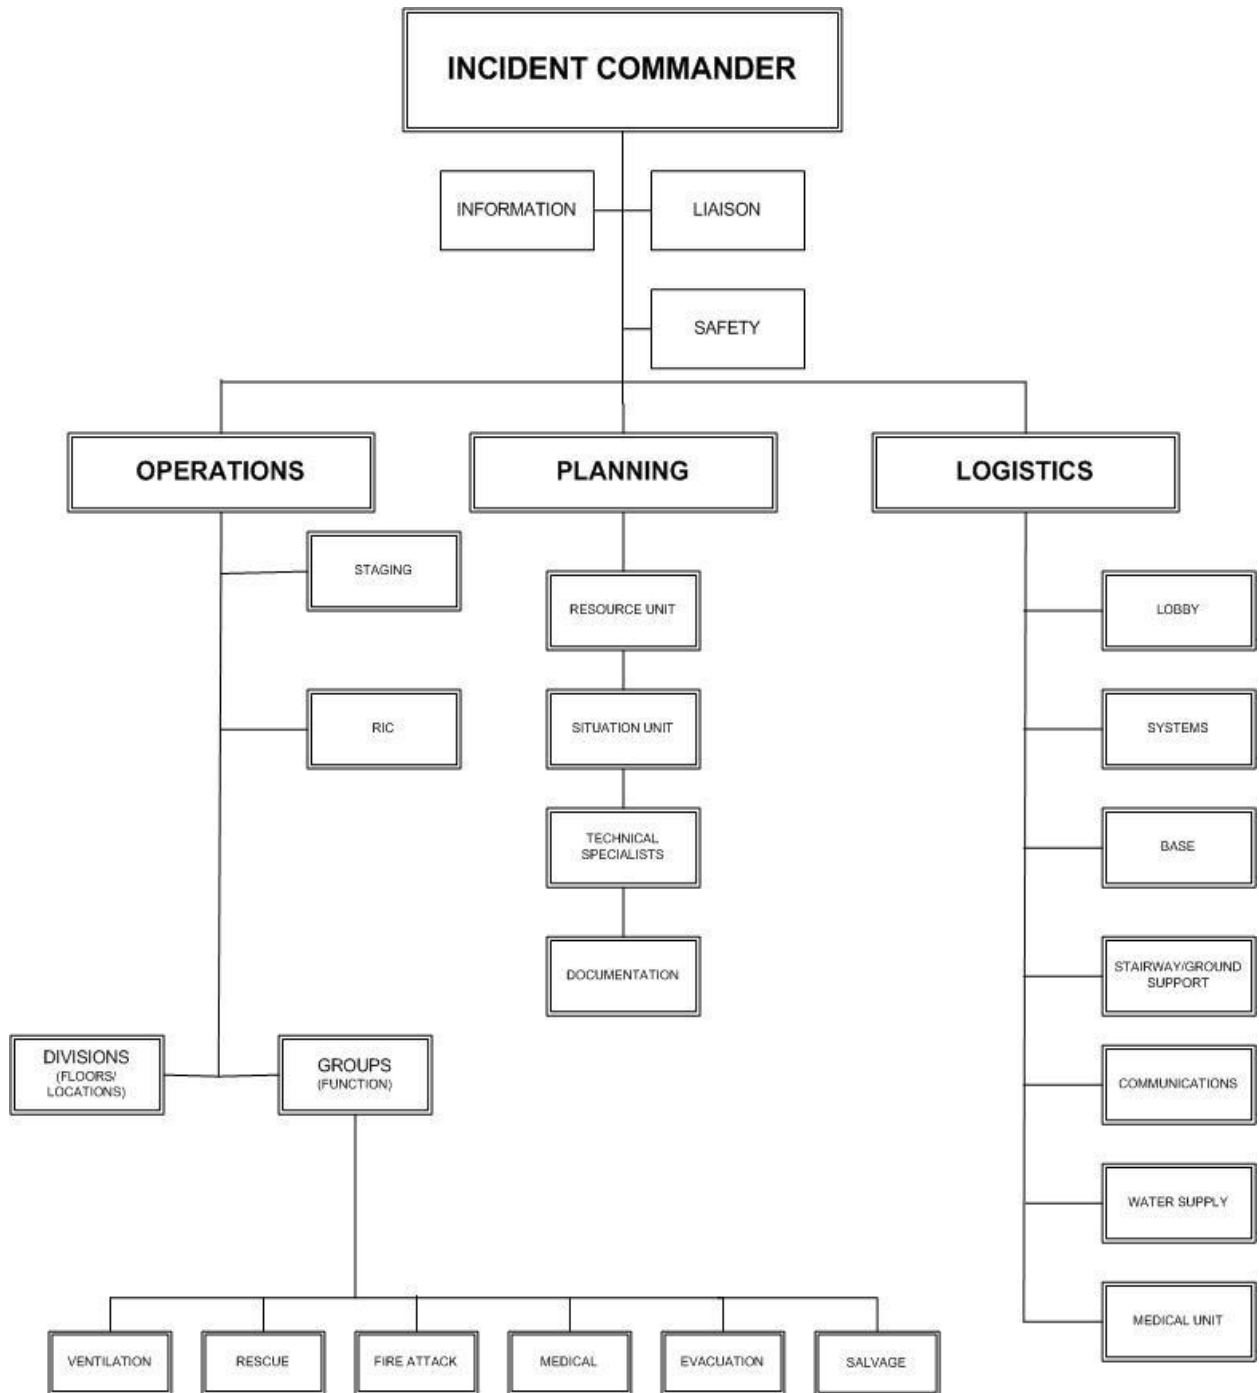 INCIDENT COMMANDER
INFORMATION
LIAISON
SAFETY
OPERATIONS
PLANNING
LOGISTICS
STAGING
RESOURCE UNIT
LOBBY
RIC
SITUATION UNIT
SYSTEMS
TECHNICAL
SPECIALISTS
BASE
DOCUMENTATION
STAIRWAY/GROUND
SUPPORT
DIVISIONS
(FLOORS/
LOCATIONS)
GROUPS
(FUNCTION)
COMMUNICATIONS
WATER SUPPLY
MEDICAL UNIT
VENTILATION
RESCUE
FIRE ATTACK
MEDICAL
EVACUATION
SALVAGE